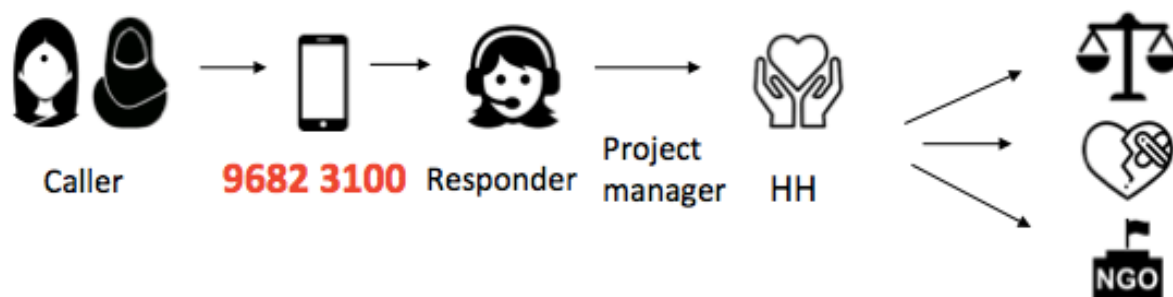 Caller
9682 3100
Responder
Project
manager
HH
NGO